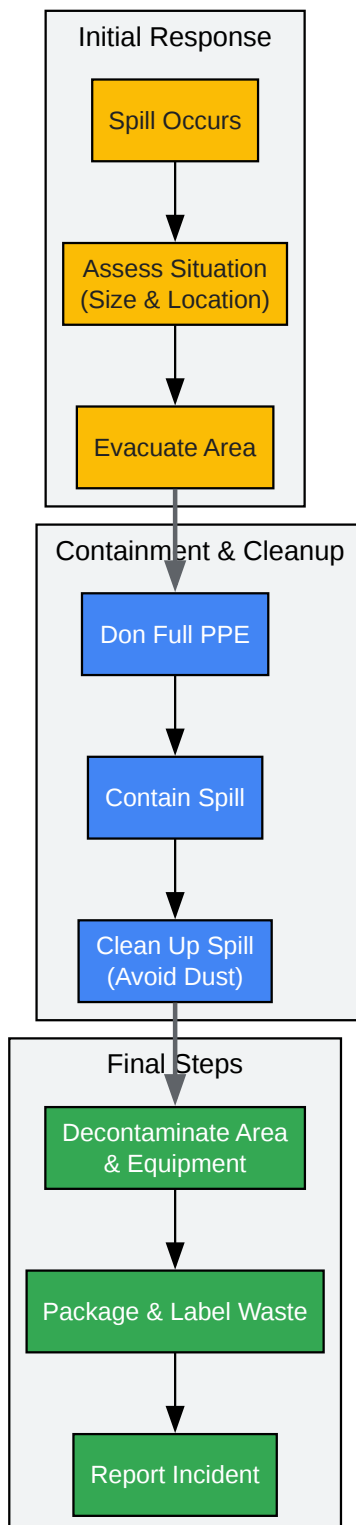 Initial Response
Spill Occurs
Assess Situation
(Size & Location)
Evacuate Area
Containment & Cleanup
Don Full PPE
Contain Spill
Clean Up Spill
(Avoid Dust)
Final Steps
Decontaminate Area
& Equipment
Package & Label Waste
Report Incident